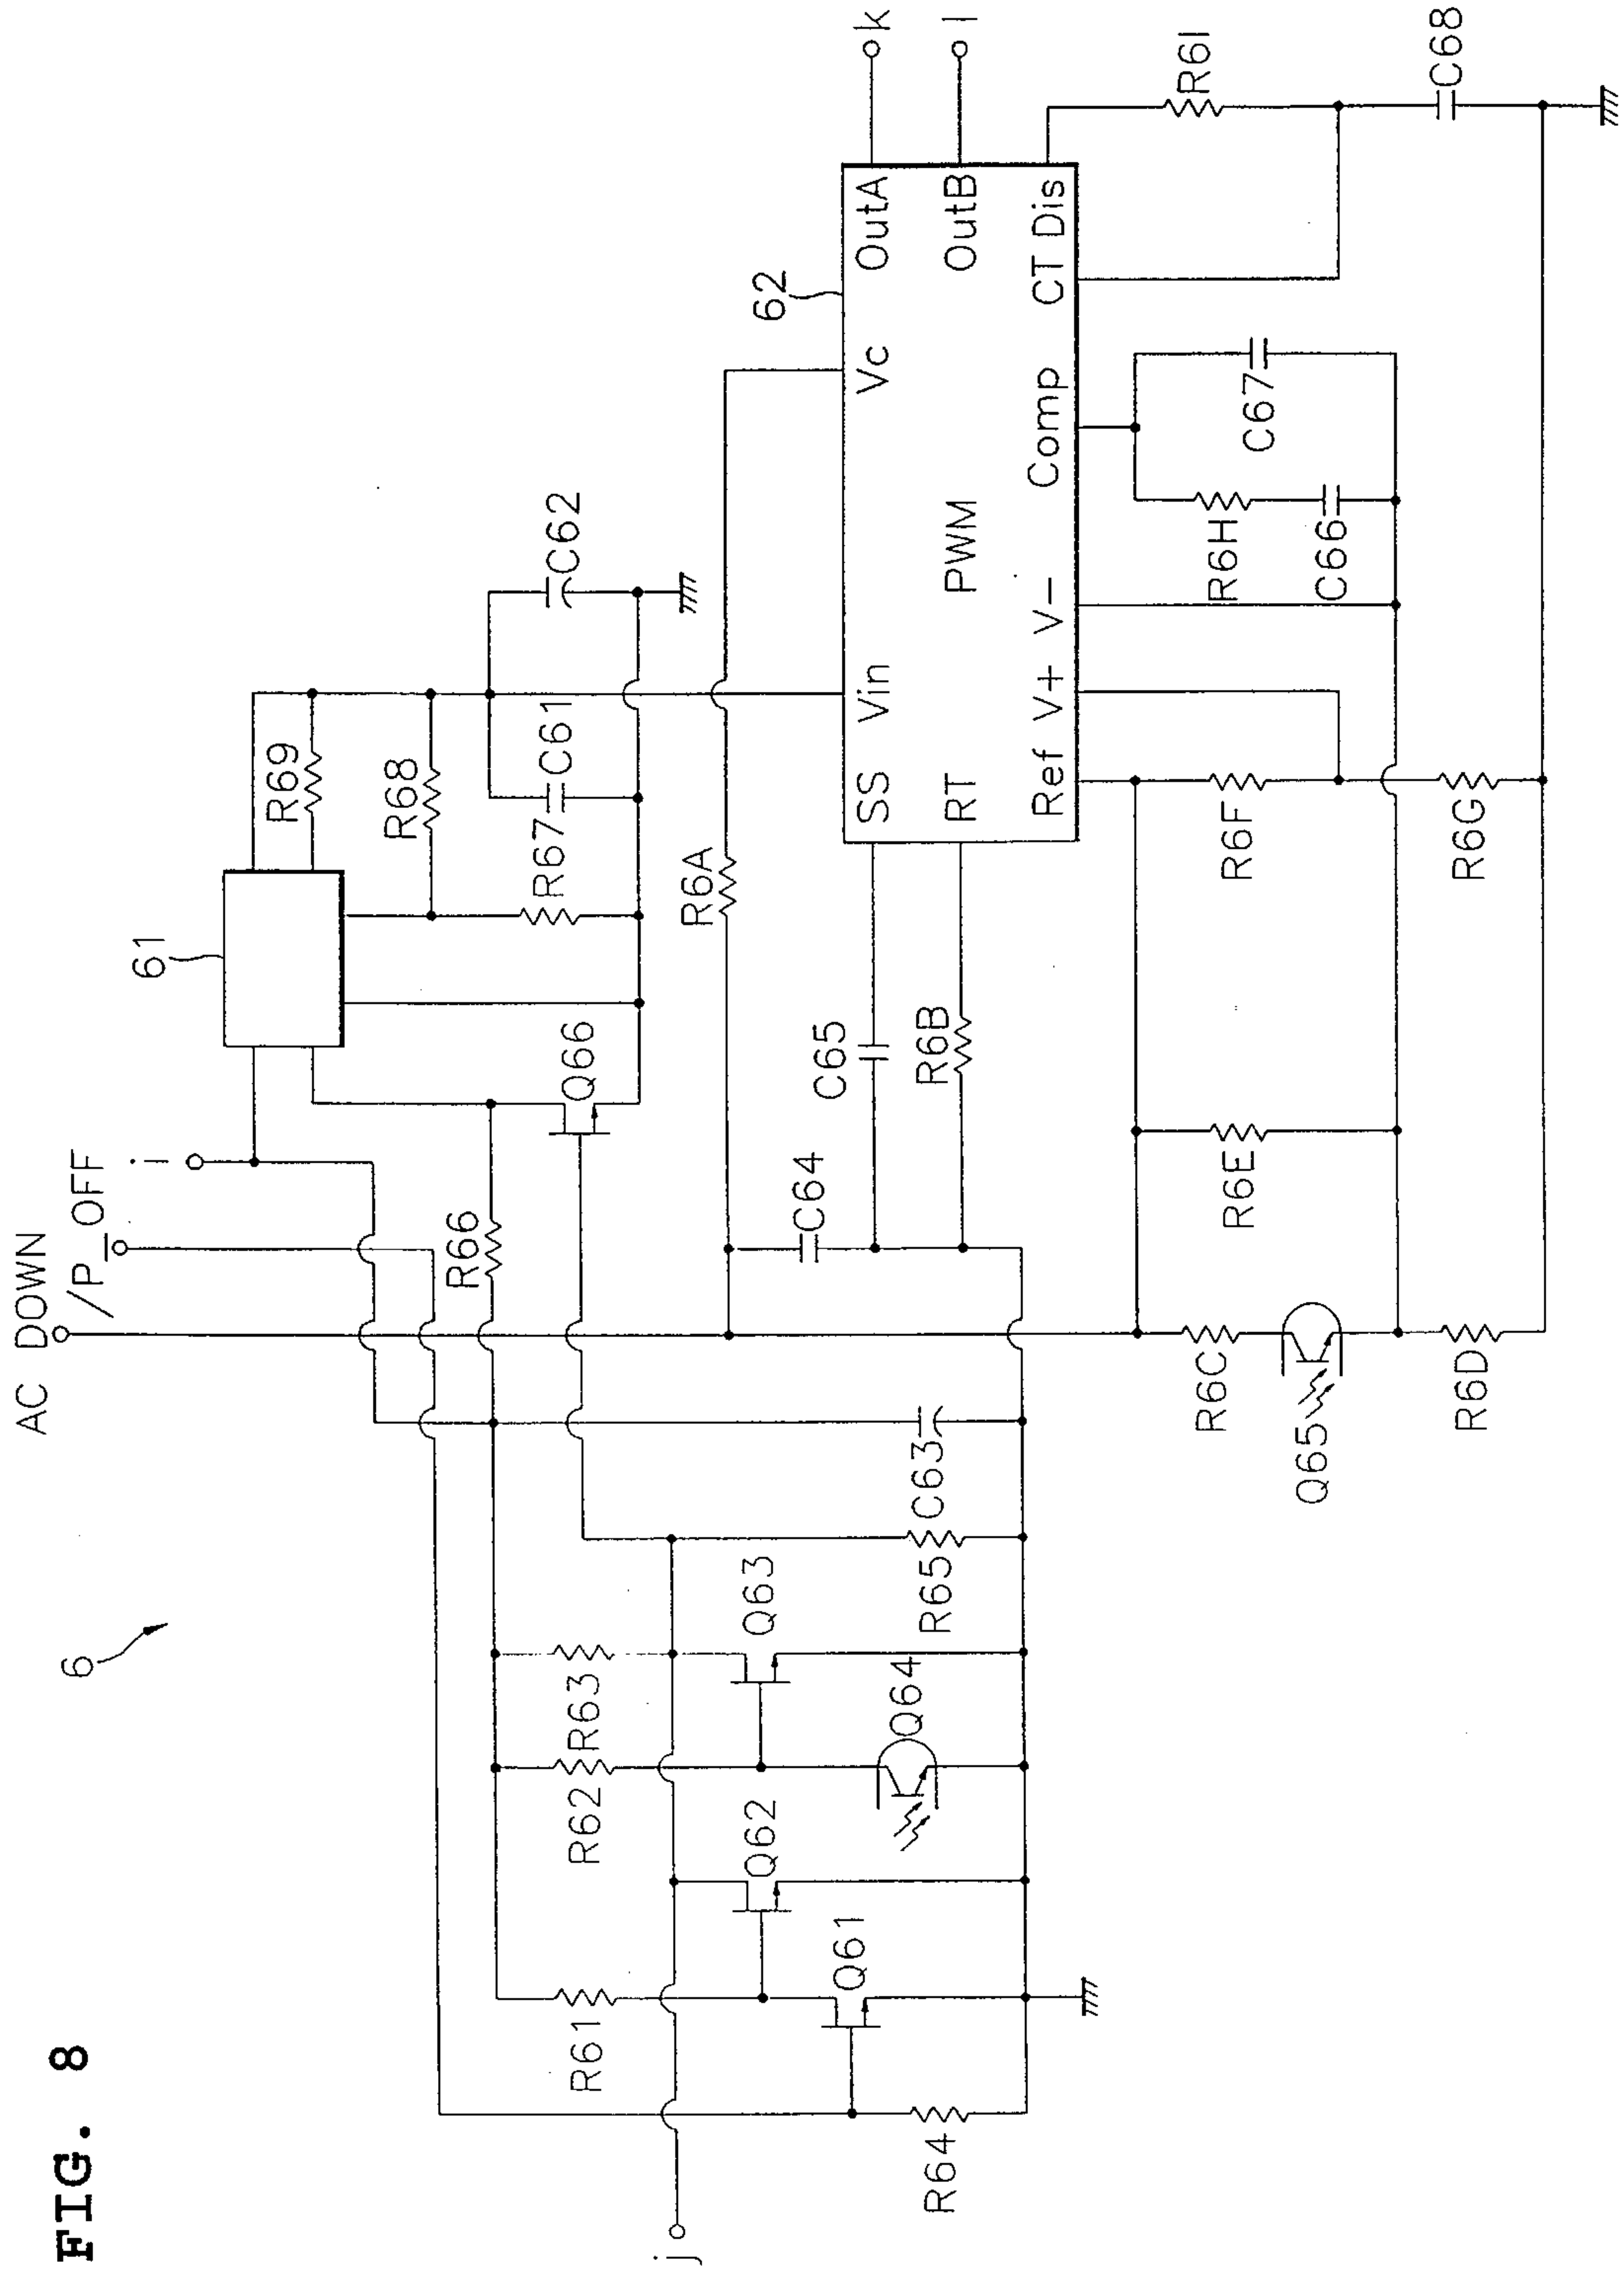 FIG. 8
6
AC DOWN
/P_OFF
i
j
k
l
61
62
R61
R62
R63
R64
R65
R66
R67
R68
R69
R6A
R6B
R6C
R6D
R6E
R6F
R6G
R6H
R6I
C61
C62
C63
C64
C65
C66
C67
C68
Q61
Q62
Q63
Q64
Q65
Q66
SS
Vin
Vc
OutA
RT
PWM
OutB
Ref
V+
V-
Comp
CT
Dis